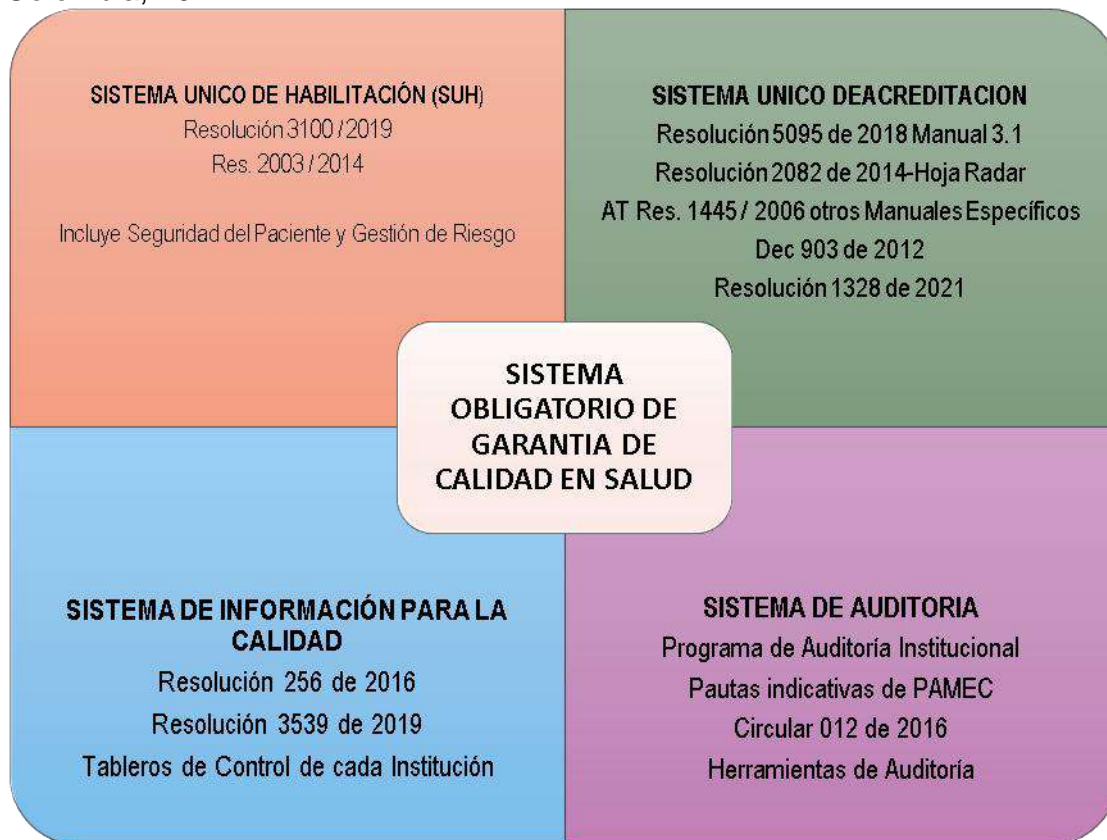 SISTEMA UNICO DE HABILITACIÓN (SUH)
Resolución 3100 / 2019
Res. 2003 / 2014
Incluye Seguridad del Paciente y Gestión de Riesgo
SISTEMA UNICO DEACREDITACION
Resolución 5095 de 2018 Manual 3.1
Resolución 2082 de 2014-Hoja Radar
AT Res. 1445 / 2006 otros Manuales Específicos
Dec 903 de 2012
Resolución 1328 de 2021
SISTEMA
OBLIGATORIO DE
GARANTIA DE
CALIDAD EN SALUD
SISTEMA DE INFORMACIÓN PARA LA
CALIDAD
Resolución 256 de 2016
Resolución 3539 de 2019
Tableros de Control de cada Institución
SISTEMA DE AUDITORIA
Programa de Auditoría Institucional
Pautas indicativas de PAMEC
Circular 012 de 2016
Herramientas de Auditoría